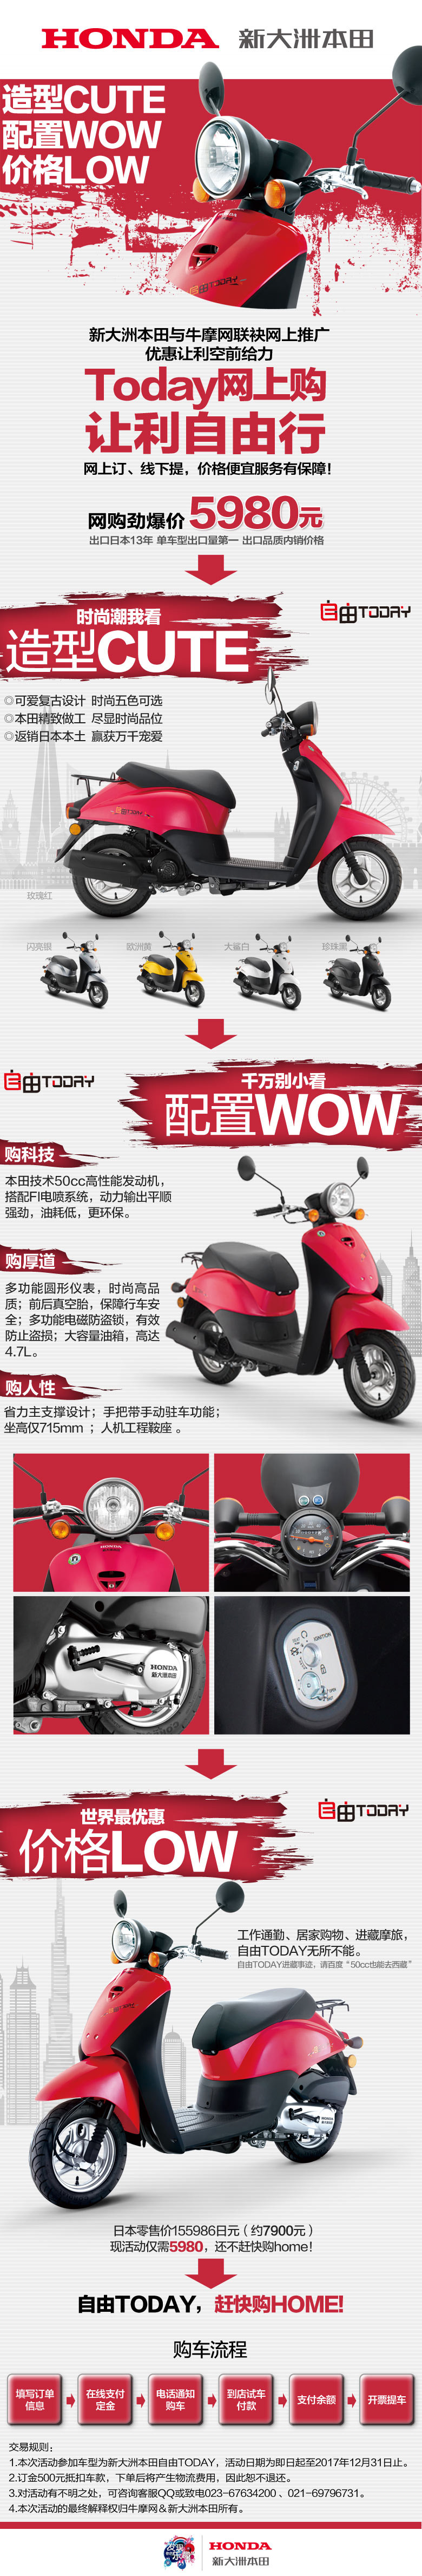 HONDA 新大洲本田
造型CUTE
配置WOW
价格LOW
自由TODAY
新大洲本田与牛摩网联袂网上推广
优惠让利空前给力
Today网上购
让利自由行
网上订、线下提，价格便宜服务有保障！
网购劲爆价5980元
出口日本13年 单车型出口量第一 出口品质内销价格
时尚潮我看
造型CUTE
自由TODAY
◎可爱复古设计 时尚五色可选
◎本田精致做工 尽显时尚品位
◎返销日本本土 赢获万千宠爱
玫瑰红
闪亮银
欧洲黄
大鲨白
珍珠黑
自由TODAY
千万别小看
配置WOW
购科技
本田技术50cc高性能发动机，
搭配FI电喷系统，动力输出平顺
强劲，油耗低，更环保。
购厚道
多功能圆形仪表，时尚高品
质；前后真空胎，保障行车安
全；多功能电磁防盗锁，有效
防止盗损；大容量油箱，高达
4.7L。
购人性
省力主支撑设计；手把带手动驻车功能；
坐高仅715mm ；人机工程鞍座 。
HONDA
HONDA
新大洲本田
IGNITION
世界最优惠
价格LOW
自由TODAY
工作通勤、居家购物、进藏摩旅，
自由TODAY无所不能。
自由TODAY进藏事迹，请百度“50cc也能去西藏”
日本零售价155986日元（约7900元）
现活动仅需5980，还不赶快购home！
自由TODAY，赶快购HOME!
购车流程
填写订单
信息
在线支付
定金
电话通知
购车
到店试车
付款
支付余额
开票提车
交易规则：
1.本次活动参加车型为新大洲本田自由TODAY，活动日期为即日起至2017年12月31日止。
2.订金500元抵扣车款，下单后将产生物流费用，因此恕不退还。
3.对活动有不明之处，可咨询客服QQ或致电023-67634200 、021-69796731。
4.本次活动的最终解释权归牛摩网＆新大洲本田所有。
HONDA
新大洲本田